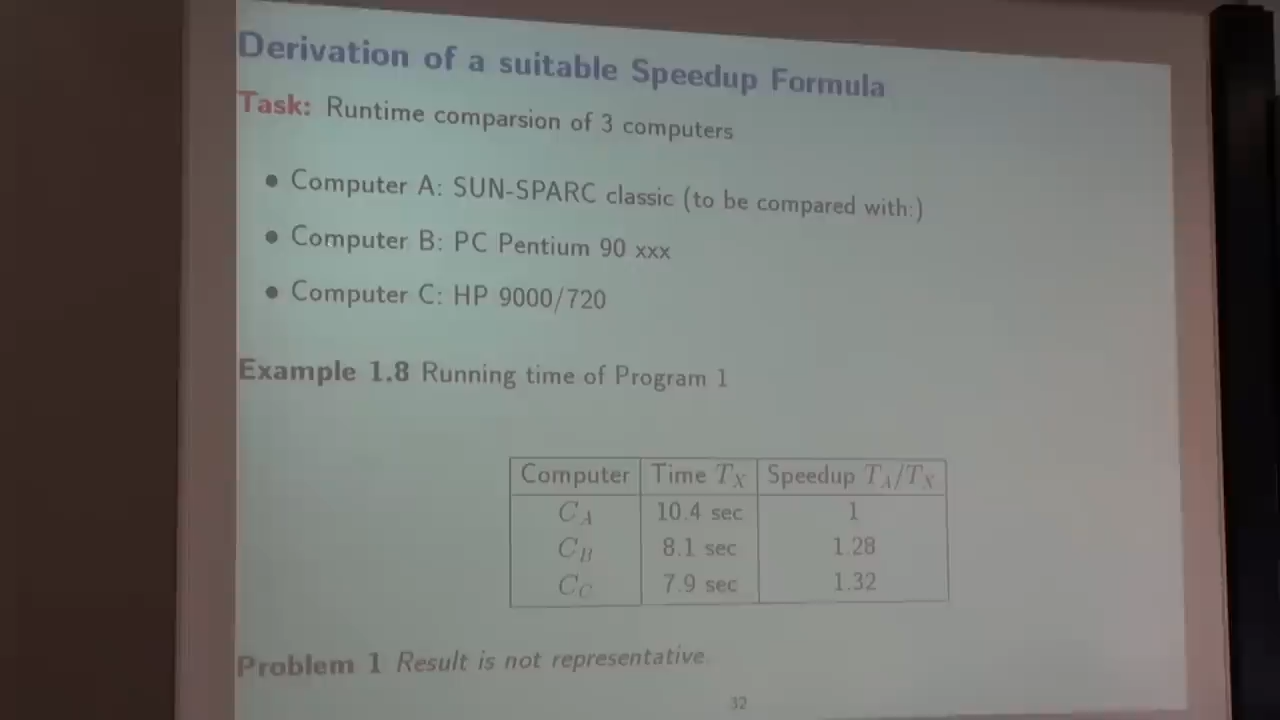 Derivation of a suitable Speedup Formula
Task: Runtime comparsion of 3 computers
• Computer A: SUN-SPARC classic (to be compared with:)
• Computer B: PC Pentium 90 xxx
• Computer C: HP 9000/720
Example 1.8 Running time of Program 1
Computer Time T_X Speedup T_A/T_X
C_A 10.4 sec 1
C_B 8.1 sec 1.28
C_C 7.9 sec 1.32
Problem 1 Result is not representative.
32